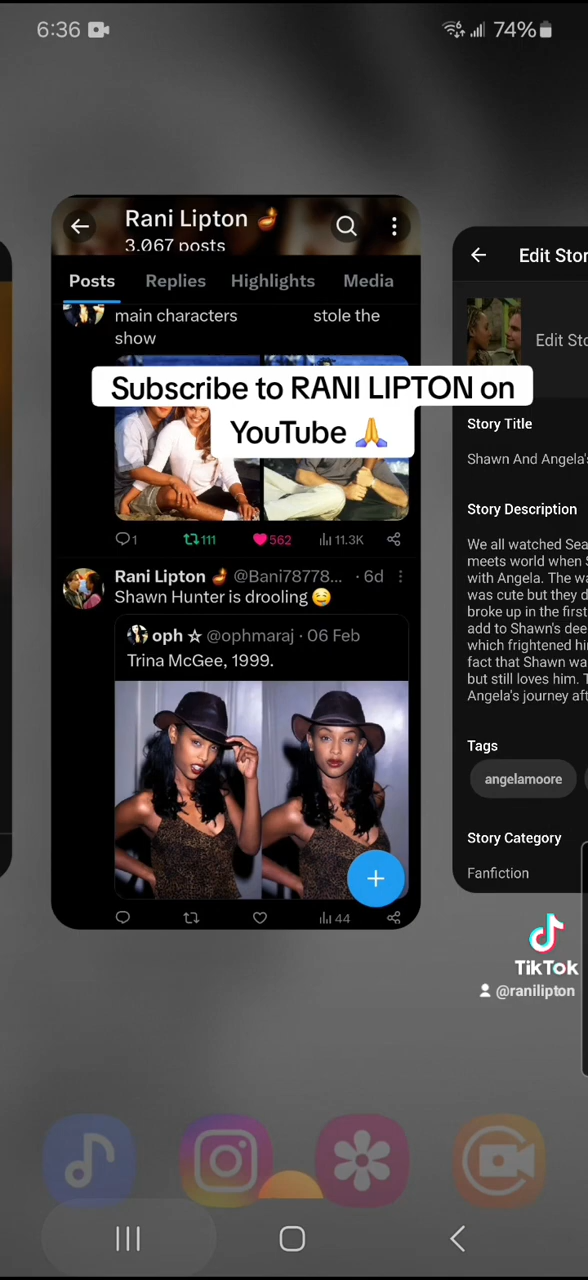 6:36
74%
Rani Lipton 🪔
3,067 posts
Posts Replies Highlights Media
main characters stole the
show
Subscribe to RANI LIPTON on
YouTube 🙏
1 111 562 11.3K
Rani Lipton 🪔 @Bani78778... · 6d
Shawn Hunter is drooling 🤤
oph ☆ @ophmaraj · 06 Feb
Trina McGee, 1999.
44
Edit Stor
Edit Sto
Story Title
Shawn And Angela's
Story Description
We all watched Sea
meets world when S
with Angela. The wa
was cute but they d
broke up in the first
add to Shawn's dee
which frightened hi
fact that Shawn wa
but still loves him. T
Angela's journey aft
Tags
angelamoore
Story Category
Fanfiction
TikTok
@ranilipton